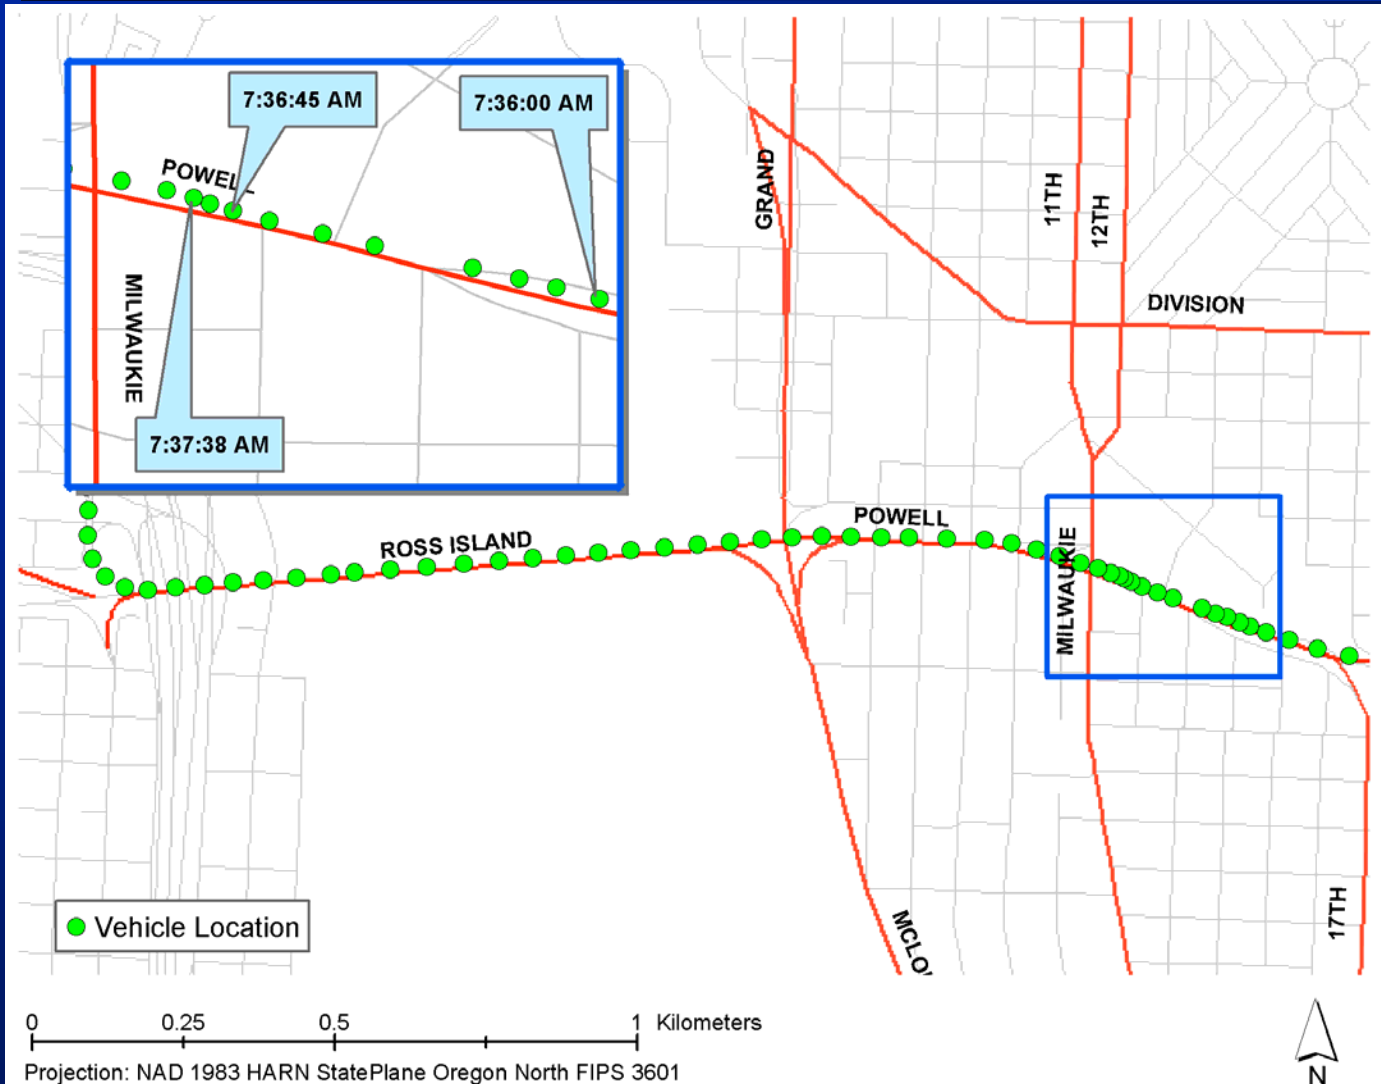 7:36:45 AM
7:36:00 AM
POWELL
MILWAUKIE
7:37:38 AM
GRAND
11TH
12TH
DIVISION
ROSS ISLAND
POWELL
MILWAUKIE
17TH
MCLO
Vehicle Location
0 0.25 0.5 1 Kilometers
Projection: NAD 1983 HARN StatePlane Oregon North FIPS 3601
N